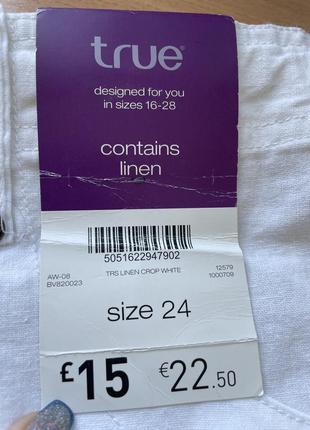 true®
designed for you
in sizes 16-28
contains
linen
5051622947902
AW-08 TRS LINEN CROP WHITE 12579
BV820023 1000709
size 24
£15 €22.50